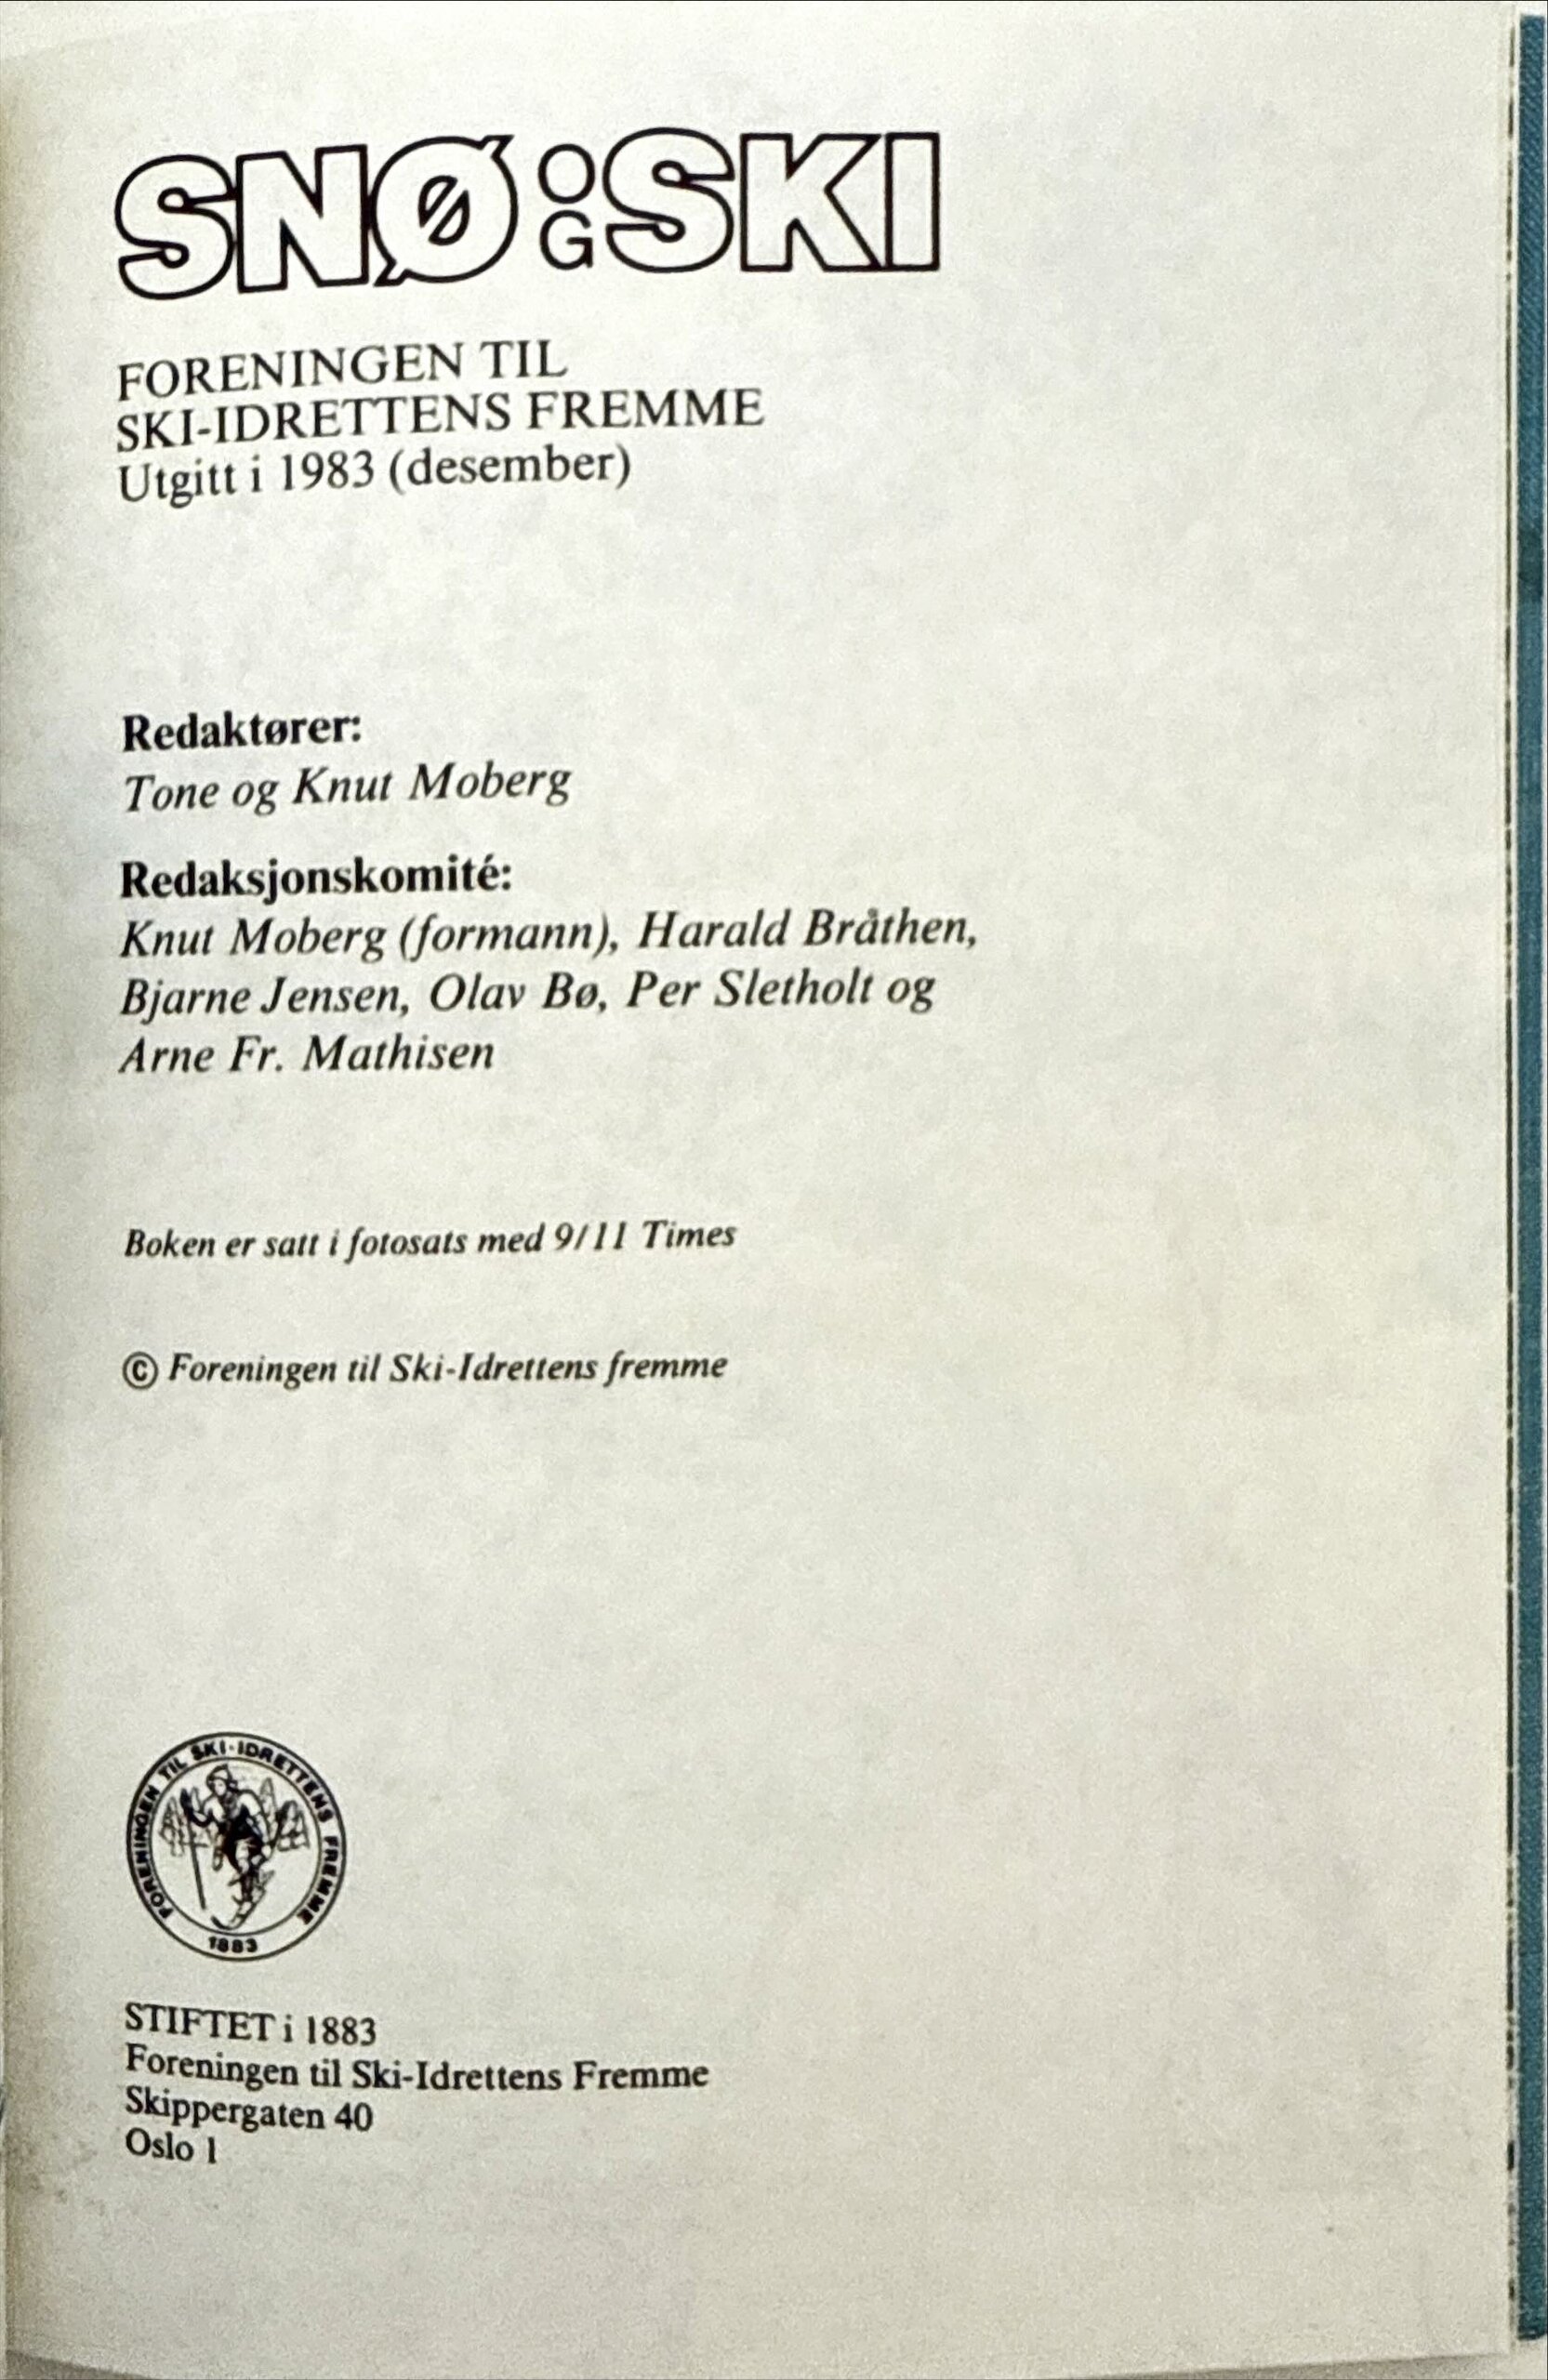 SNØ OG SKI
FORENINGEN TIL
SKI-IDRETTENS FREMME
Utgitt i 1983 (desember)
Redaktører:
Tone og Knut Moberg
Redaksjonskomité:
Knut Moberg (formann), Harald Bråthen,
Bjarne Jensen, Olav Bø, Per Sletholt og
Arne Fr. Mathisen
Boken er satt i fotosats med 9/11 Times
© Foreningen til Ski-Idrettens fremme
FORENINGEN TIL SKI-IDRETTENS FREMME
1883
STIFTET i 1883
Foreningen til Ski-Idrettens Fremme
Skippergaten 40
Oslo 1